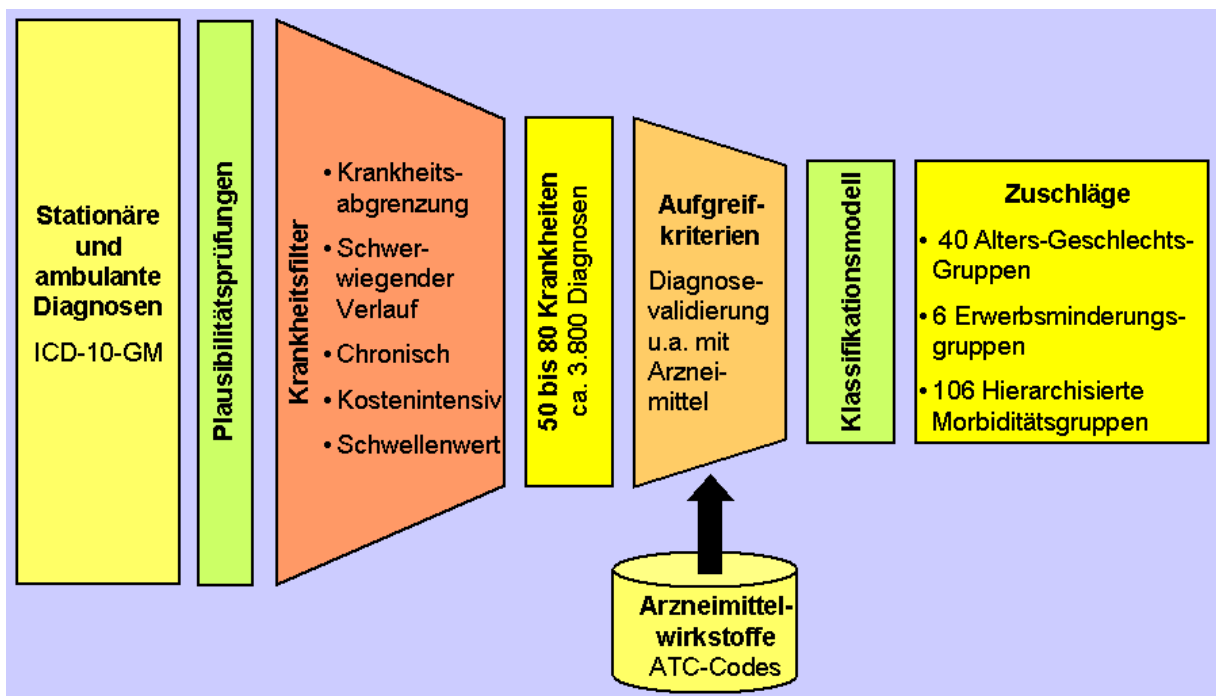 Stationäre
und
ambulante
Diagnosen
ICD-10-GM
Plausibilitätsprüfungen
Krankheitsfilter
• Krankheits-
abgrenzung
• Schwer-
wiegender
Verlauf
• Chronisch
• Kostenintensiv
• Schwellenwert
50 bis 80 Krankheiten
ca. 3.800 Diagnosen
Aufgreif-
kriterien
Diagnose-
validierung
u.a. mit
Arznei-
mittel
Klassifikationsmodell
Zuschläge
• 40 Alters-Geschlechts-
Gruppen
• 6 Erwerbsminderungs-
gruppen
• 106 Hierarchisierte
Morbiditätsgruppen
Arzneimittel-
wirkstoffe
ATC-Codes